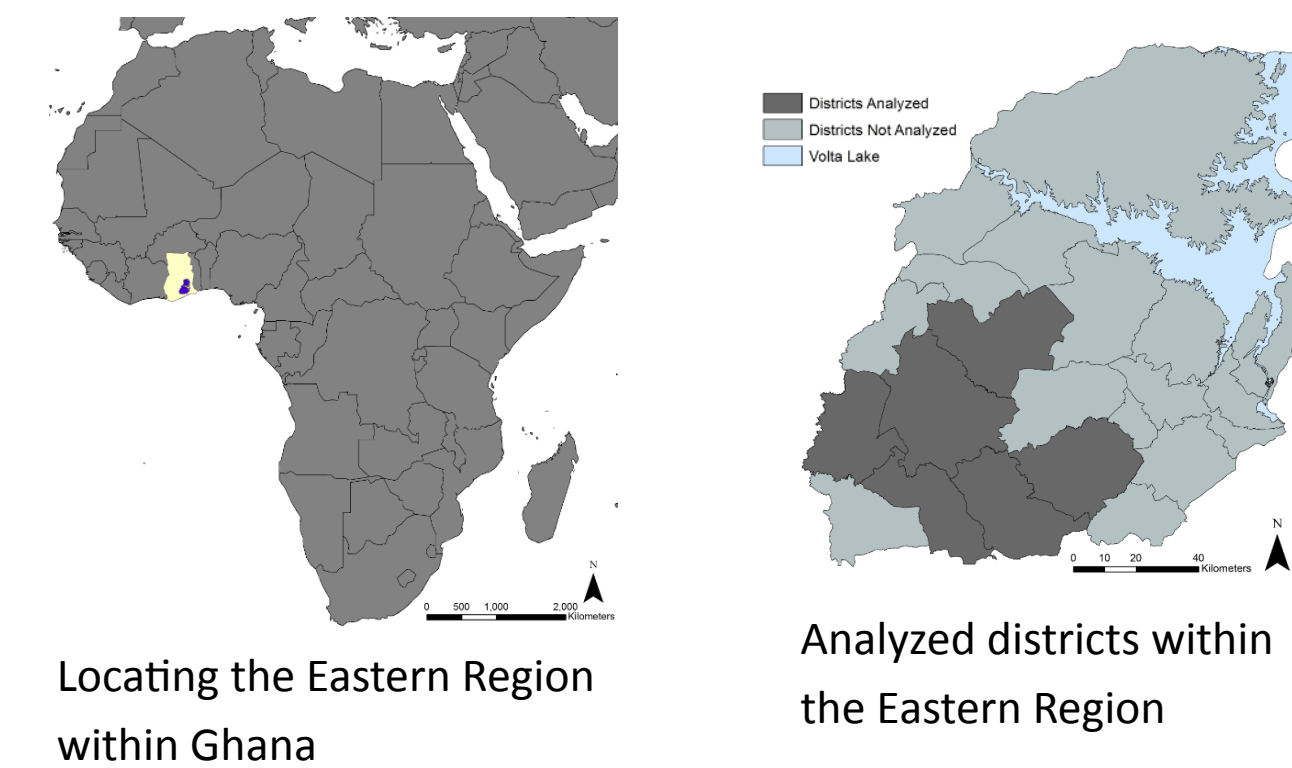 N
0 500 1,000 2,000
Kilometers
Locating the Eastern Region
within Ghana
Districts Analyzed
Districts Not Analyzed
Volta Lake
N
0 10 20 40
Kilometers
Analyzed districts within
the Eastern Region